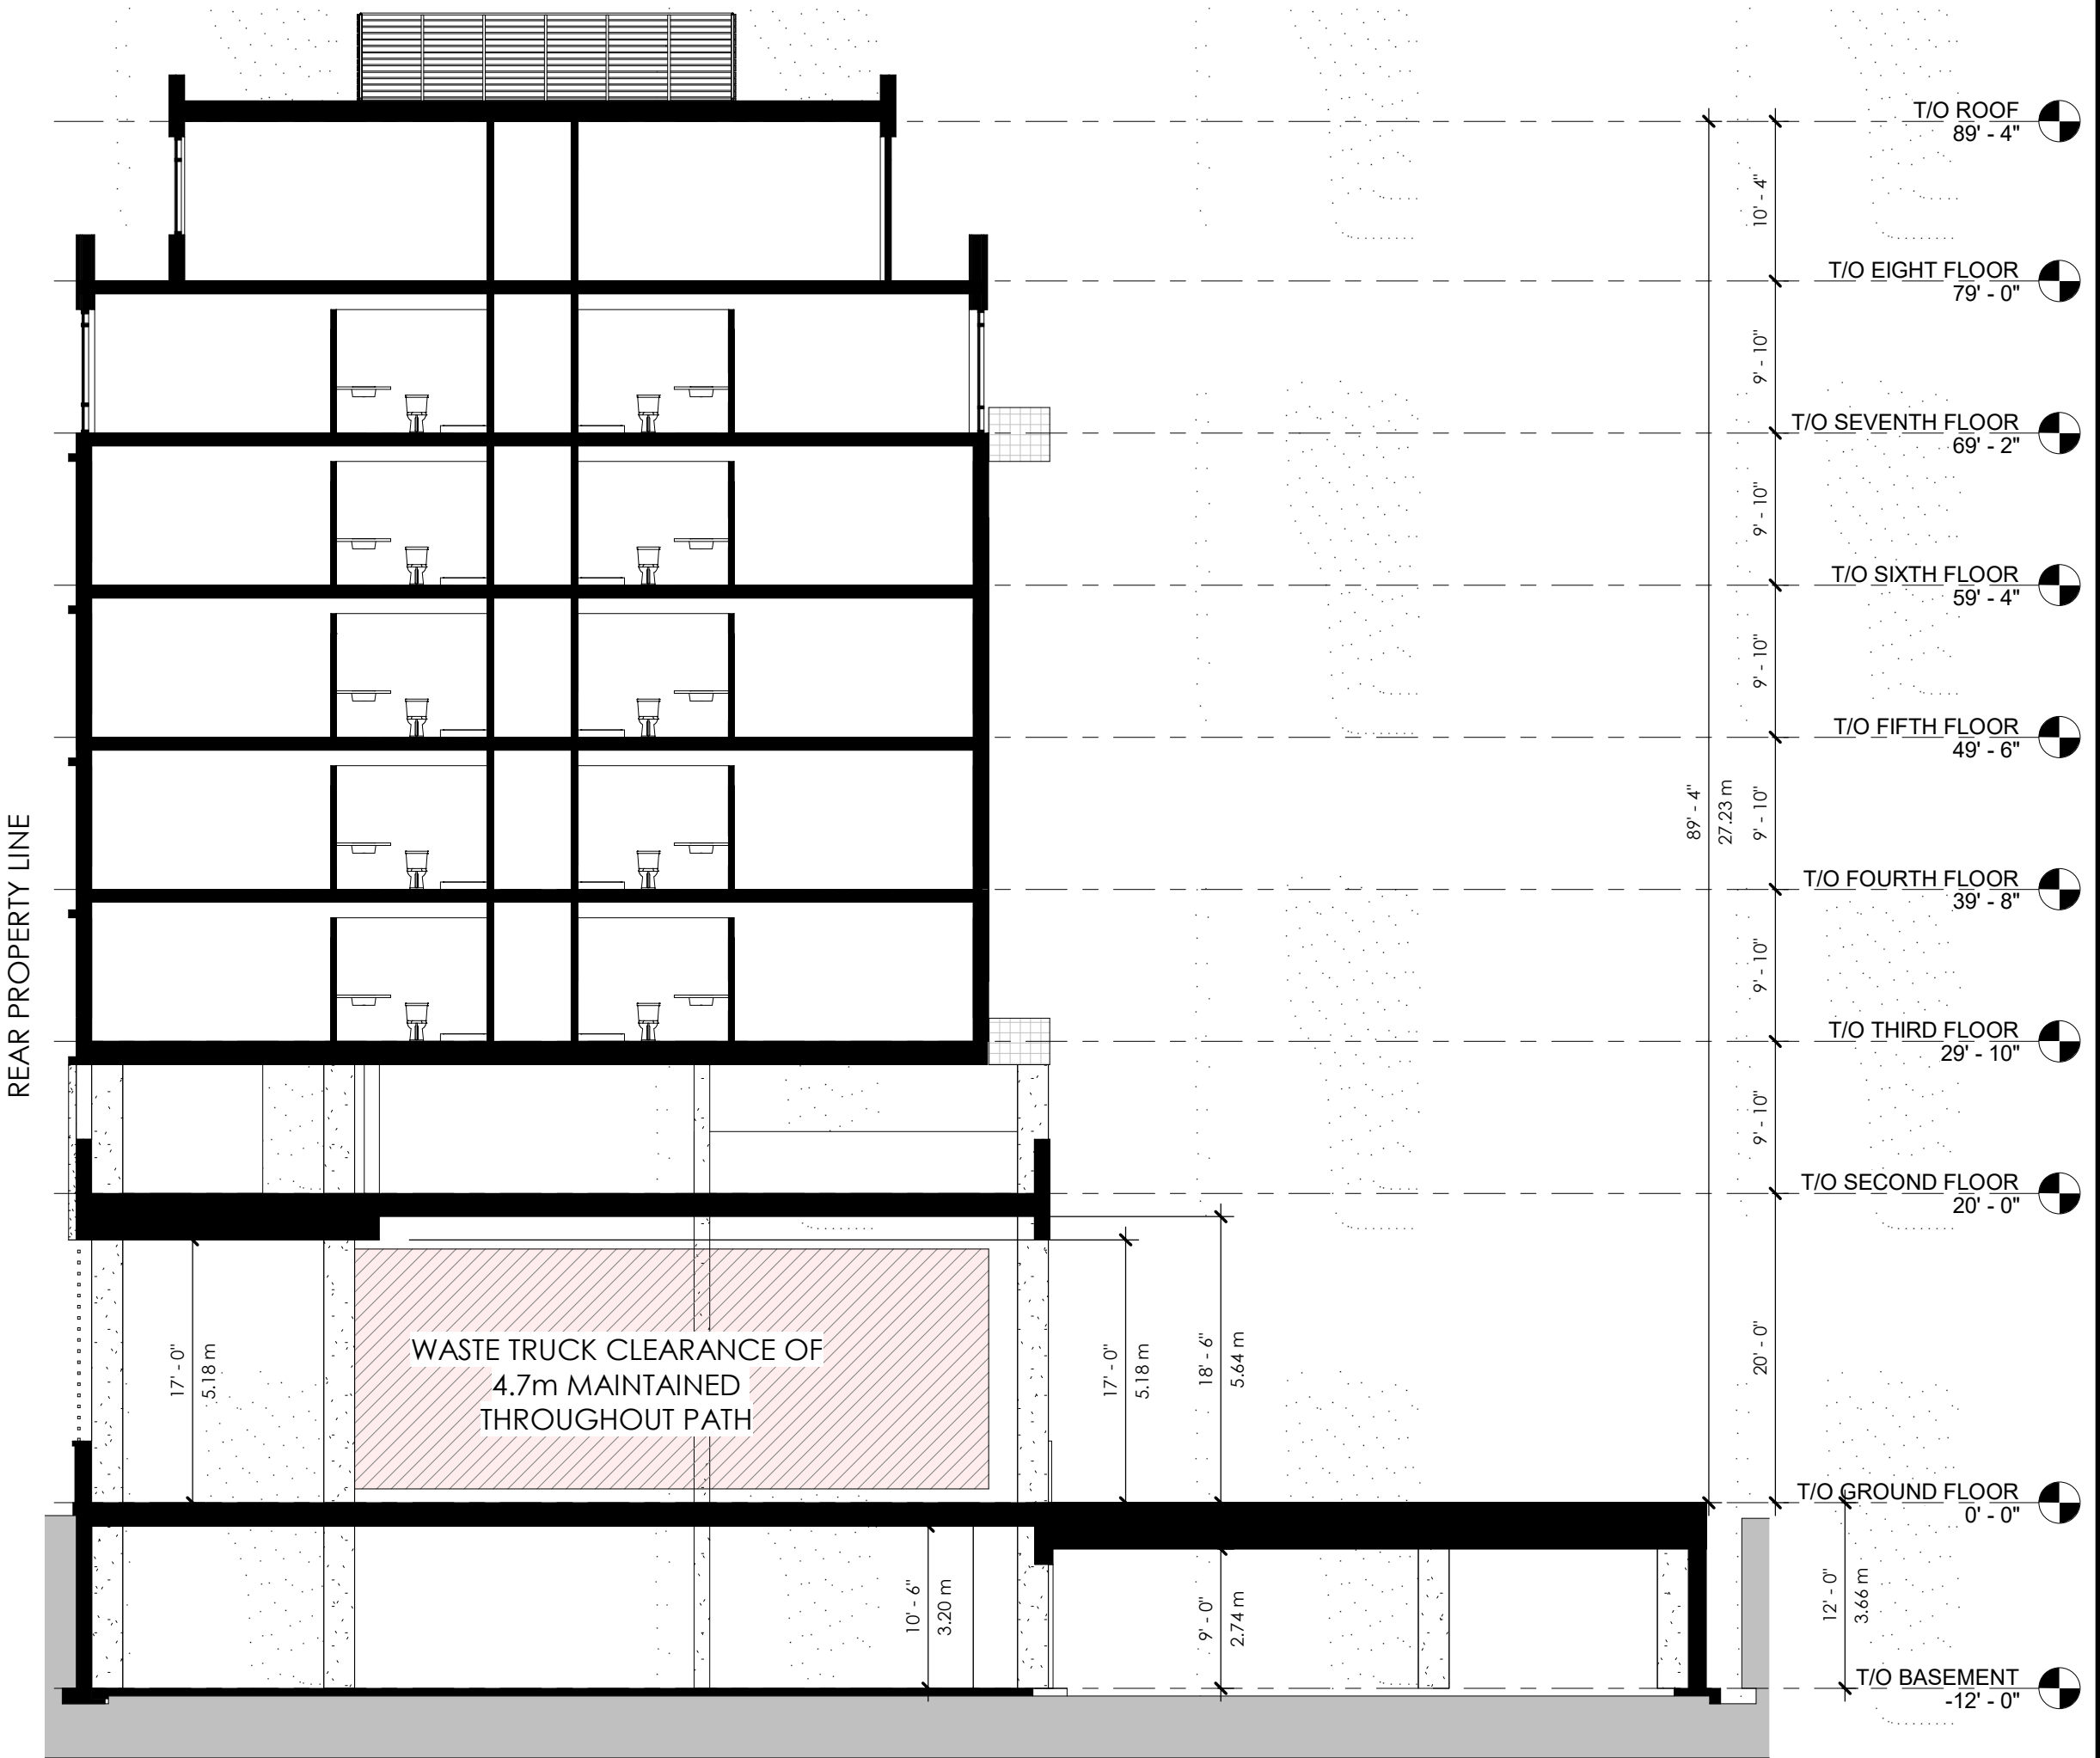 T/O ROOF
89' - 4"
10' - 4"
T/O EIGHT FLOOR
79' - 0"
9' - 10"
T/O SEVENTH FLOOR
69' - 2"
9' - 10"
T/O SIXTH FLOOR
59' - 4"
9' - 10"
T/O FIFTH FLOOR
49' - 6"
89' - 4"
27.23 m
9' - 10"
REAR PROPERTY LINE
T/O FOURTH FLOOR
39' - 8"
9' - 10"
T/O THIRD FLOOR
29' - 10"
9' - 10"
T/O SECOND FLOOR
20' - 0"
17' - 0"
5.18 m
WASTE TRUCK CLEARANCE OF
4.7m MAINTAINED
THROUGHOUT PATH
17' - 0"
5.18 m
18' - 6"
5.64 m
20' - 0"
T/O GROUND FLOOR
0' - 0"
10' - 6"
3.20 m
9' - 0"
2.74 m
12' - 0"
3.66 m
T/O BASEMENT
-12' - 0"